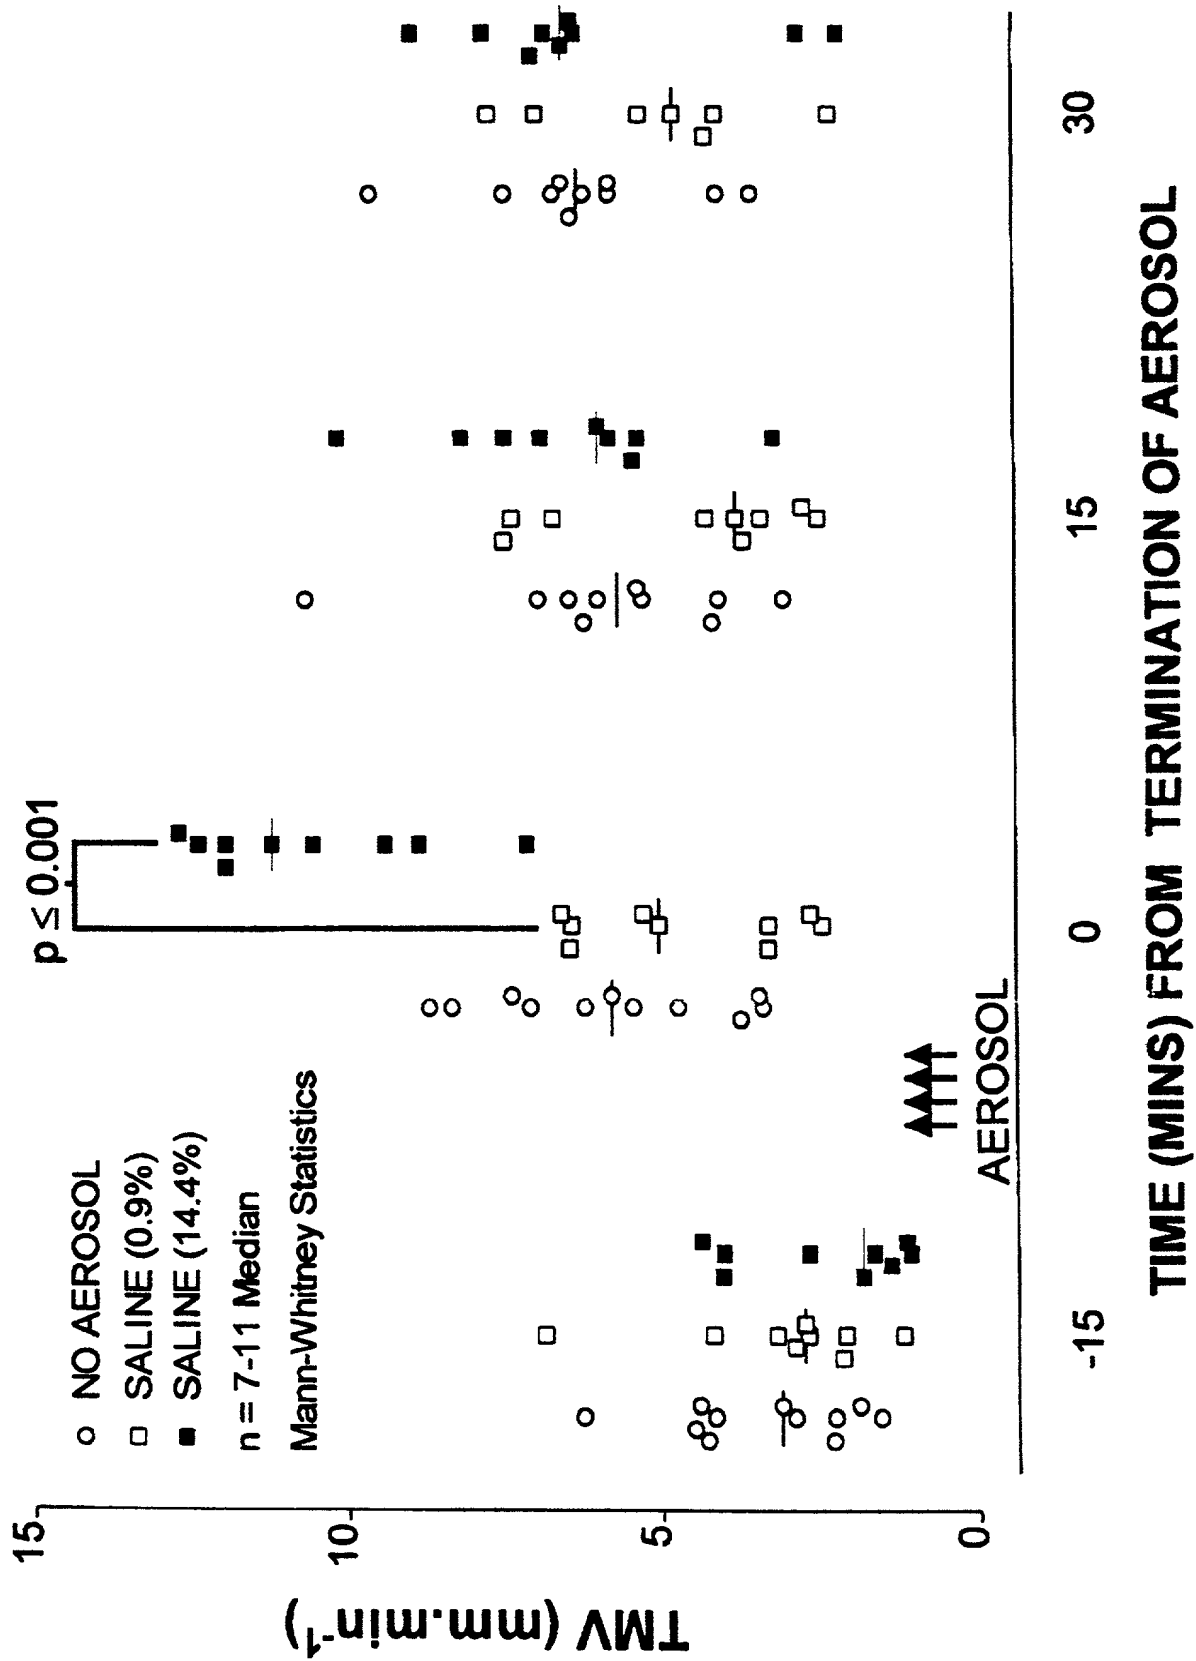 TMV (mm.min-1)
15
10
5
0
NO AEROSOL
SALINE (0.9%)
SALINE (14.4%)
n = 7-11 Median
Mann-Whitney Statistics
p ≤ 0.001
AEROSOL
-15
0
15
30
TIME (MINS) FROM TERMINATION OF AEROSOL